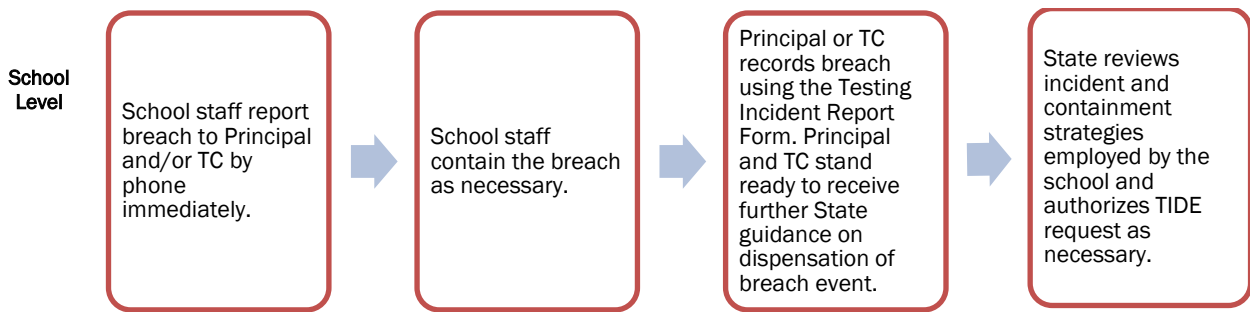 School
Level
School staff report
breach to Principal
and/or TC by
phone
immediately.
School staff
contain the breach
as necessary.
Principal or TC
records breach
using the Testing
Incident Report
Form. Principal
and TC stand
ready to receive
further State
guidance on
dispensation of
breach event.
State reviews
incident and
containment
strategies
employed by the
school and
authorizes TIDE
request as
necessary.